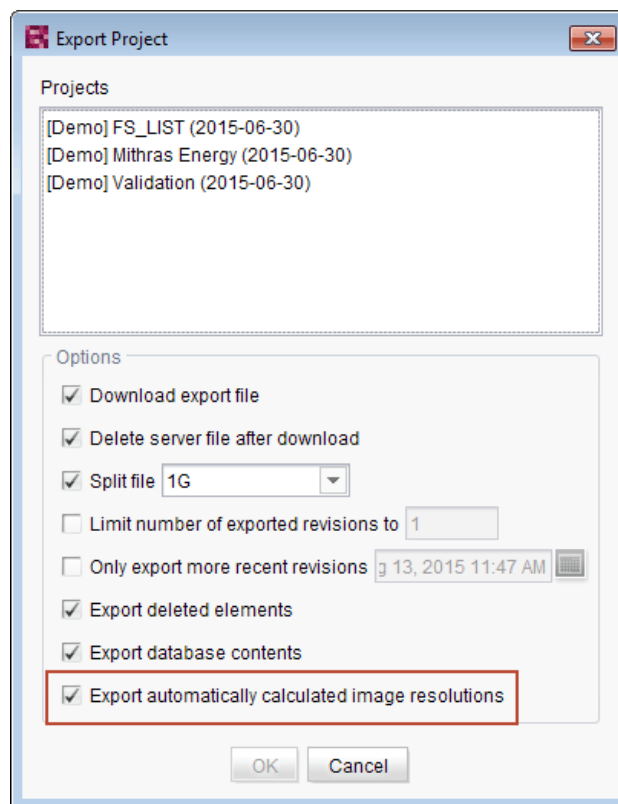 Export Project
Projects
[Demo] FS_LIST (2015-06-30)
[Demo] Mithras Energy (2015-06-30)
[Demo] Validation (2015-06-30)
Options
Download export file
Delete server file after download
Split file 1G
Limit number of exported revisions to 1
Only export more recent revisions g 13, 2015 11:47 AM
Export deleted elements
Export database contents
Export automatically calculated image resolutions
OK Cancel